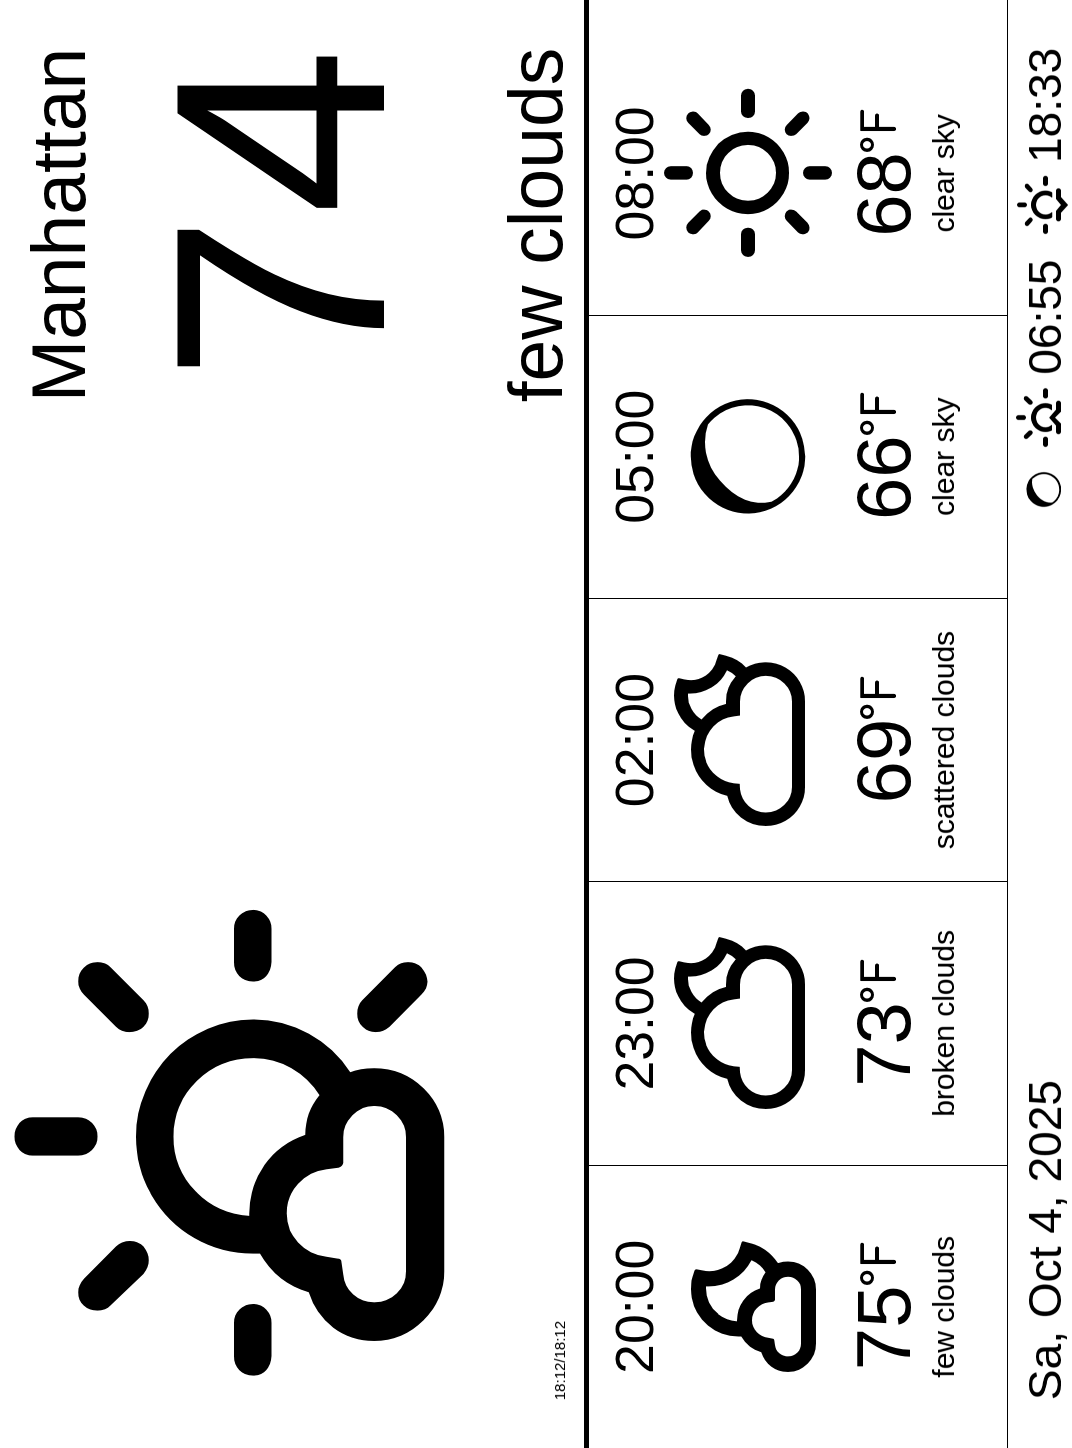 Manhattan
74
few clouds
18:12/18:12
20:00
75°F
few clouds
23:00
73°F
broken clouds
02:00
69°F
scattered clouds
05:00
66°F
clear sky
08:00
68°F
clear sky
Sa, Oct 4, 2025
06:55
18:33